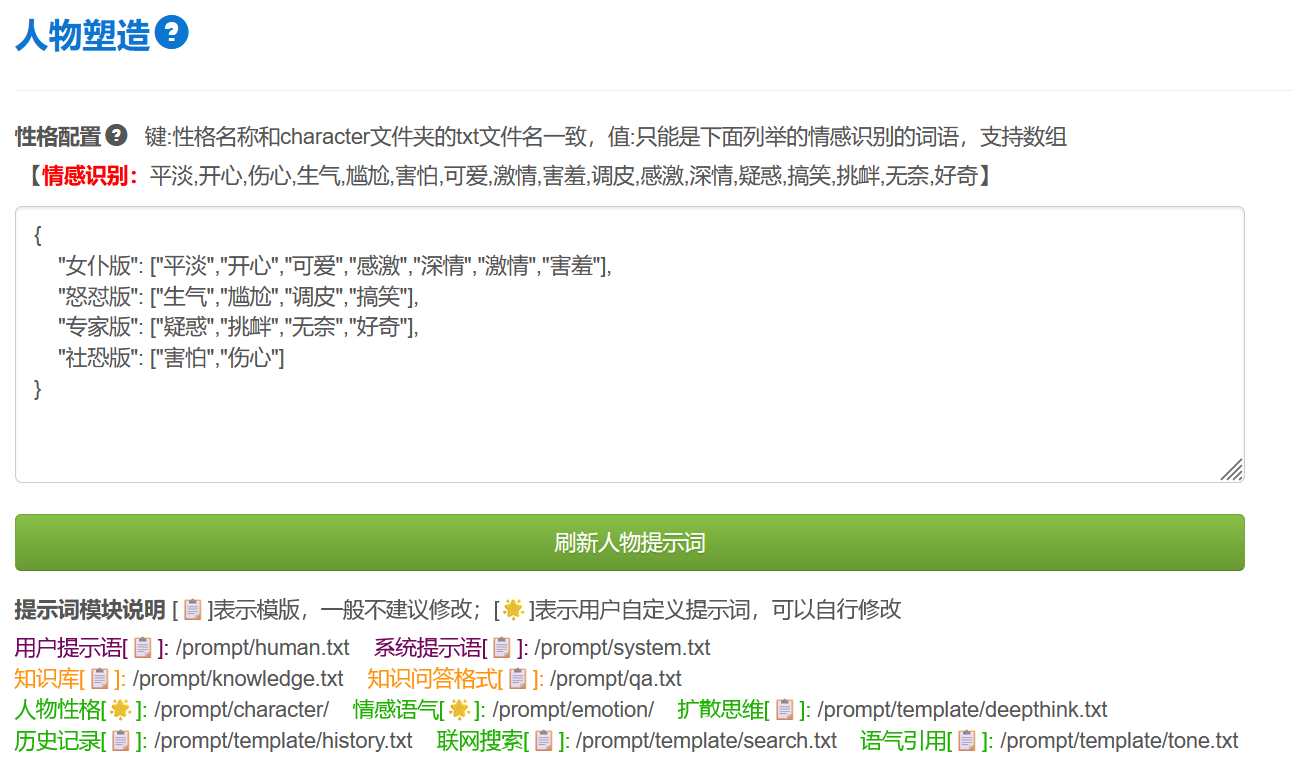 人物塑造?
性格配置? 键:性格名称和character文件夹的txt文件名一致，值:只能是下面列举的情感识别的词语，支持数组
【情感识别：平淡,开心,伤心,生气,尴尬,害怕,可爱,激情,害羞,调皮,感激,深情,疑惑,搞笑,挑衅,无奈,好奇】
{
"女仆版": ["平淡","开心","可爱","感激","深情","激情","害羞"],
"怒怼版": ["生气","尴尬","调皮","搞笑"],
"专家版": ["疑惑","挑衅","无奈","好奇"],
"社恐版": ["害怕","伤心"]
}
刷新人物提示词
提示词模块说明 [📋]表示模版，一般不建议修改；[🌟]表示用户自定义提示词，可以自行修改
用户提示语[📋]: /prompt/human.txt 系统提示语[📋]: /prompt/system.txt
知识库[📋]: /prompt/knowledge.txt 知识问答格式[📋]: /prompt/qa.txt
人物性格[🌟]: /prompt/character/ 情感语气[🌟]: /prompt/emotion/ 扩散思维[📋]: /prompt/template/deepthink.txt
历史记录[📋]: /prompt/template/history.txt 联网搜索[📋]: /prompt/template/search.txt 语气引用[📋]: /prompt/template/tone.txt